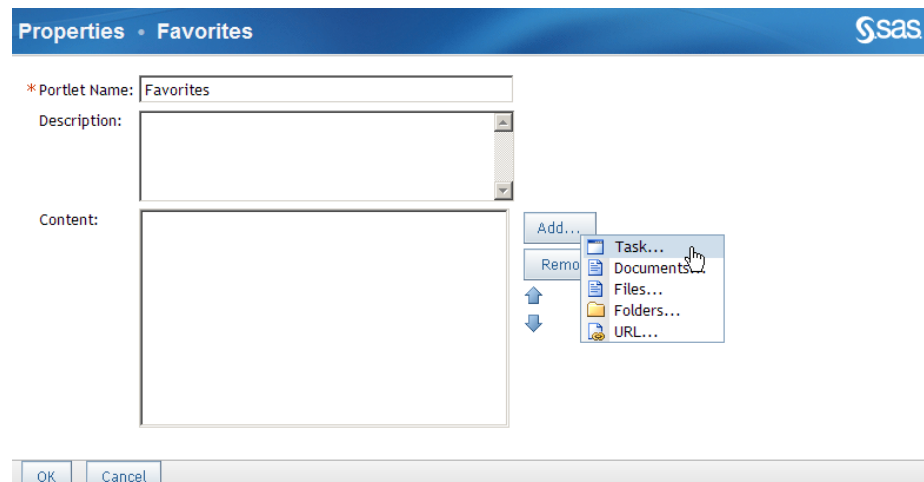 Properties • Favorites
sas
* Portlet Name: Favorites
Description:
Content:
Add...
Task...
Remo
Documents...
Files...
Folders...
URL...
OK
Cancel